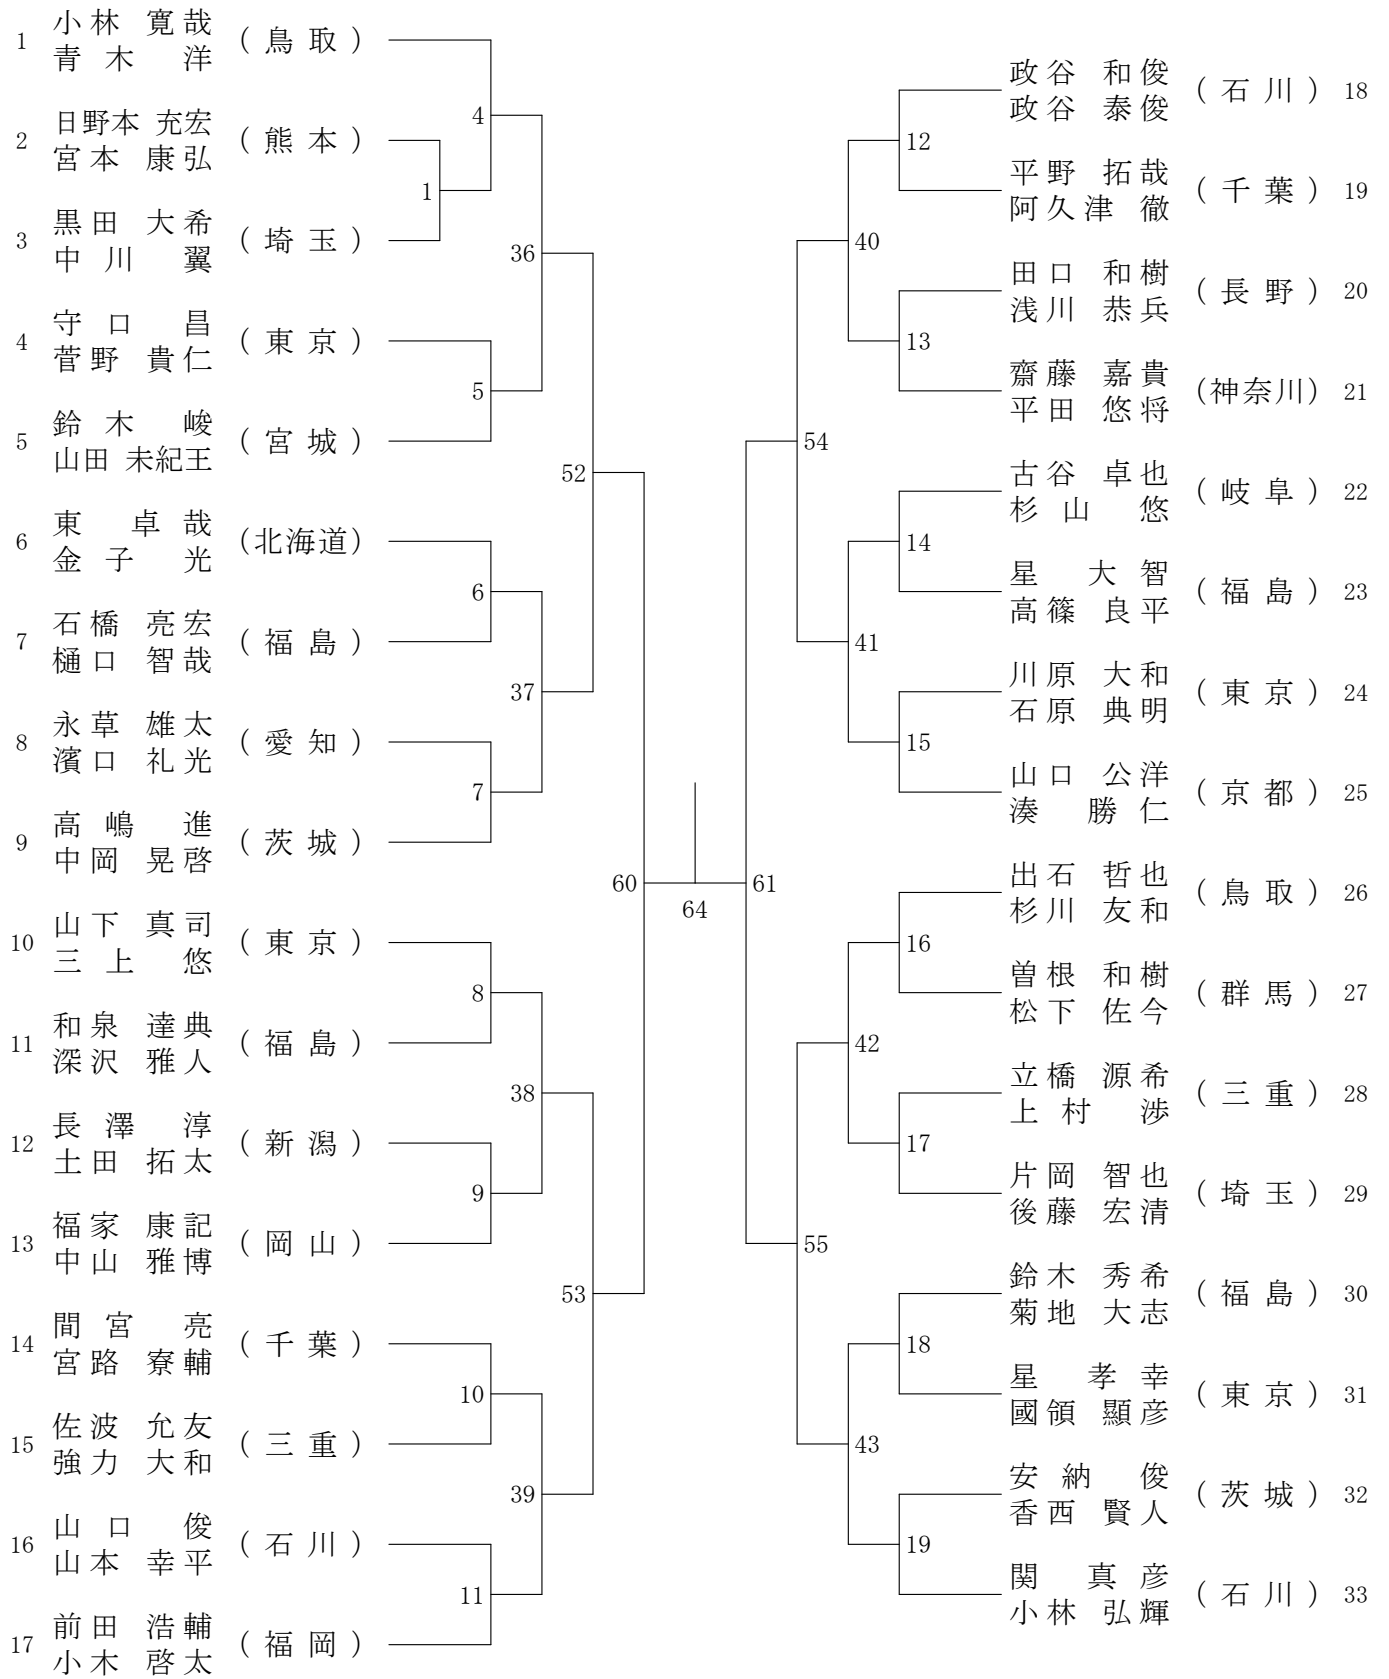 1 小林 寛哉 (鳥取)
青木 洋
2 日野本 充宏 (熊本)
宮本 康弘
3 黒田 大希 (埼玉)
中川 翼
4 守口 昌 (東京)
菅野 貴仁
5 鈴木 峻 (宮城)
山田 未紀王
6 東 卓哉 (北海道)
金子 光
7 石橋 亮宏 (福島)
樋口 智哉
8 永草 雄太 (愛知)
濱口 礼光
9 高嶋 進 (茨城)
中岡 晃啓
10 山下 真司 (東京)
三上 悠
11 和泉 達典 (福島)
深沢 雅人
12 長澤 淳 (新潟)
土田 拓太
13 福家 康記 (岡山)
中山 雅博
14 間宮 亮 (千葉)
宮路 寮輔
15 佐波 允友 (三重)
強力 大和
16 山口 俊 (石川)
山本 幸平
17 前田 浩輔 (福岡)
小木 啓太
4
1
36
5
52
6
37
7
60
8
38
9
53
10
39
11
64
61
12
40
13
54
14
41
15
16
42
17
55
18
43
19
政谷 和俊 (石川) 18
政谷 泰俊
平野 拓哉 (千葉) 19
阿久津 徹
田口 和樹 (長野) 20
浅川 恭兵
齋藤 嘉貴 (神奈川) 21
平田 悠将
古谷 卓也 (岐阜) 22
杉山 悠
星 大智 (福島) 23
高篠 良平
川原 大和 (東京) 24
石原 典明
山口 公洋 (京都) 25
湊 勝仁
出石 哲也 (鳥取) 26
杉川 友和
曽根 和樹 (群馬) 27
松下 佐今
立橋 源希 (三重) 28
上村 渉
片岡 智也 (埼玉) 29
後藤 宏清
鈴木 秀希 (福島) 30
菊地 大志
星 孝幸 (東京) 31
國領 顯彦
安納 俊 (茨城) 32
香西 賢人
関 真彦 (石川) 33
小林 弘輝